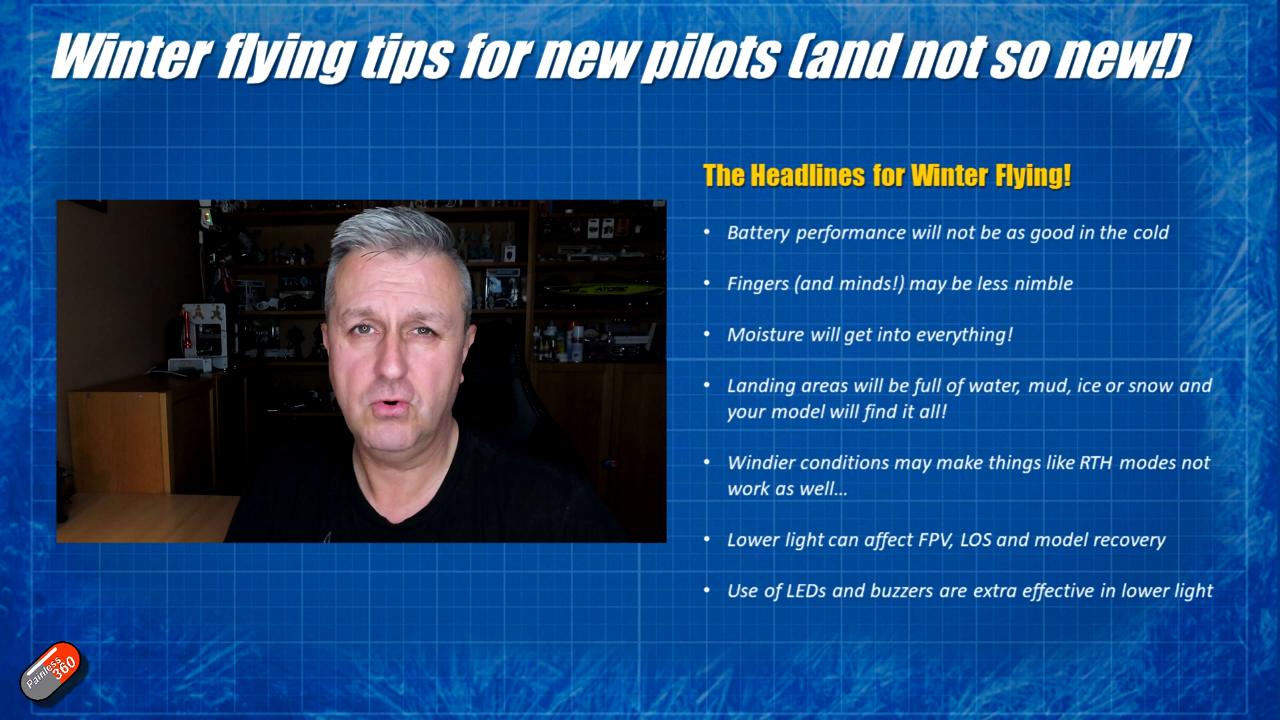 Winter flying tips for new pilots (and not so new!)
The Headlines for Winter Flying!
• Battery performance will not be as good in the cold
• Fingers (and minds!) may be less nimble
• Moisture will get into everything!
• Landing areas will be full of water, mud, ice or snow and
your model will find it all!
• Windier conditions may make things like RTH modes not
work as well...
• Lower light can affect FPV, LOS and model recovery
• Use of LEDs and buzzers are extra effective in lower light
ATOMIC
Painless
360